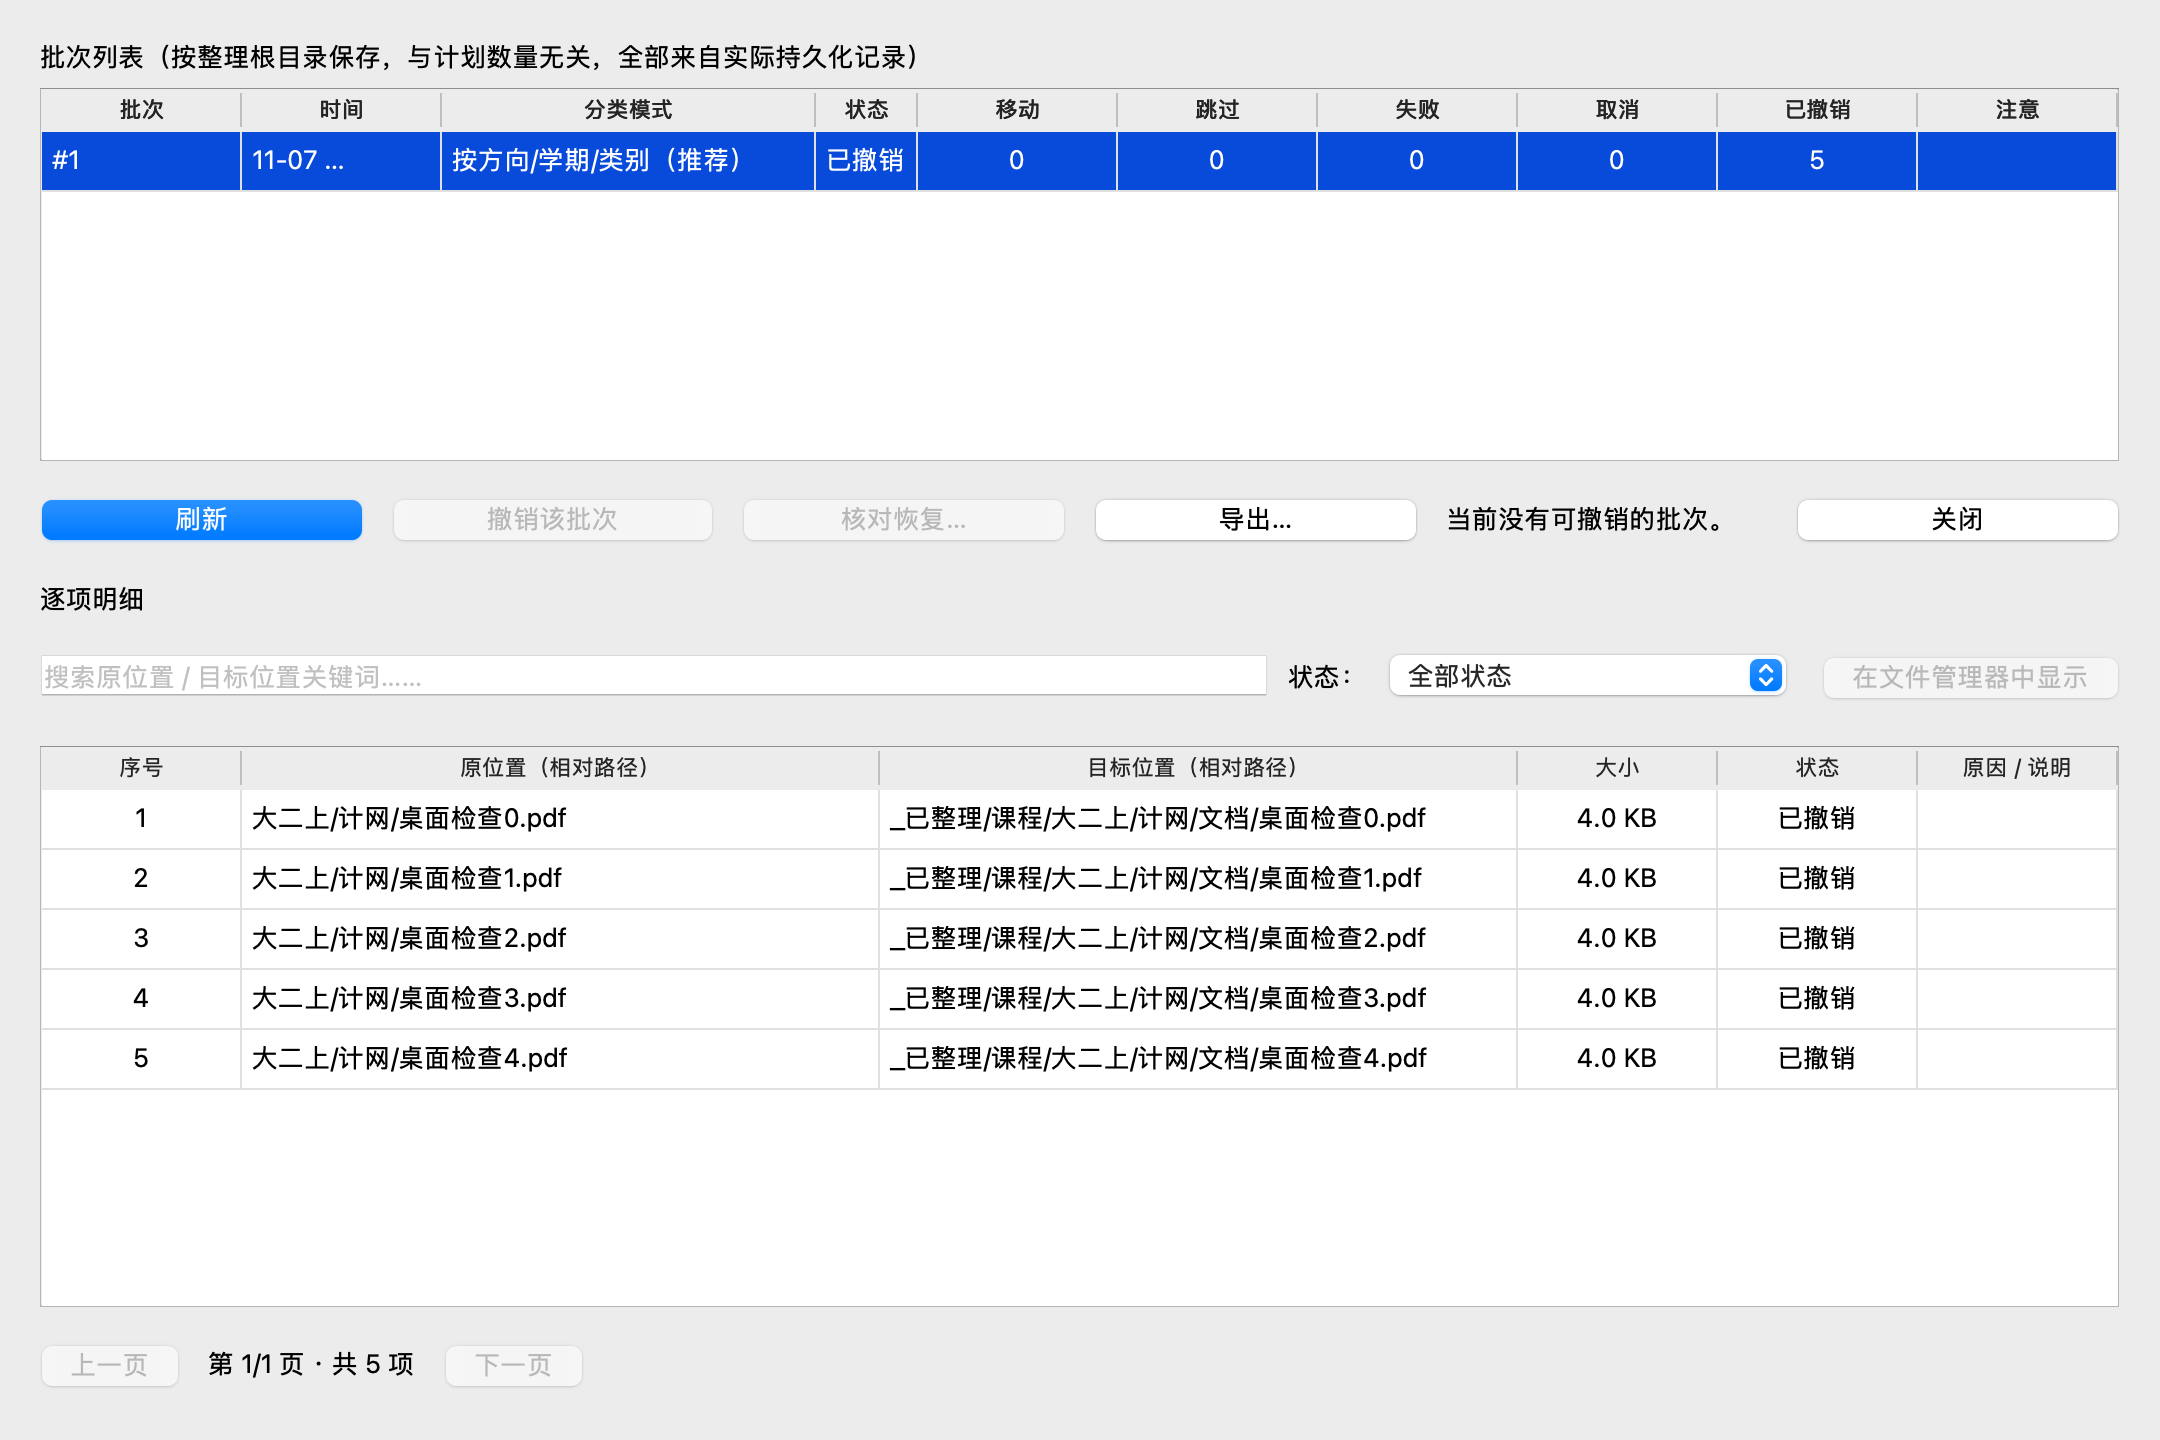 批次列表（按整理根目录保存，与计划数量无关，全部来自实际持久化记录）
批次 时间 分类模式 状态 移动 跳过 失败 取消 已撤销 注意
#1 11-07 ... 按方向/学期/类别（推荐） 已撤销 0 0 0 0 5
刷新 撤销该批次 核对恢复... 导出... 当前没有可撤销的批次。 关闭
逐项明细
搜索原位置 / 目标位置关键词…… 状态： 全部状态 在文件管理器中显示
序号 原位置（相对路径） 目标位置（相对路径） 大小 状态 原因 / 说明
1 大二上/计网/桌面检查0.pdf _已整理/课程/大二上/计网/文档/桌面检查0.pdf 4.0 KB 已撤销
2 大二上/计网/桌面检查1.pdf _已整理/课程/大二上/计网/文档/桌面检查1.pdf 4.0 KB 已撤销
3 大二上/计网/桌面检查2.pdf _已整理/课程/大二上/计网/文档/桌面检查2.pdf 4.0 KB 已撤销
4 大二上/计网/桌面检查3.pdf _已整理/课程/大二上/计网/文档/桌面检查3.pdf 4.0 KB 已撤销
5 大二上/计网/桌面检查4.pdf _已整理/课程/大二上/计网/文档/桌面检查4.pdf 4.0 KB 已撤销
上一页 第 1/1 页 · 共 5 项 下一页